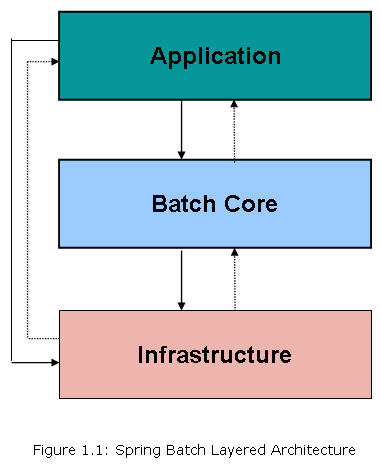 Application
Batch Core
Infrastructure
Figure 1.1: Spring Batch Layered Architecture